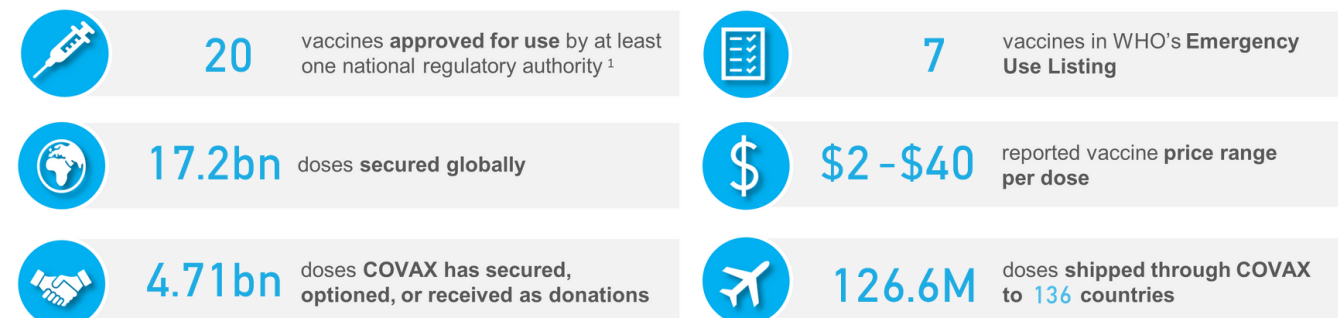 20
vaccines approved for use by at least
one national regulatory authority 1
7
vaccines in WHO's Emergency
Use Listing
17.2bn
doses secured globally
$2 -$40
reported vaccine price range
per dose
4.71bn
doses COVAX has secured,
optioned, or received as donations
126.6M
doses shipped through COVAX
to 136 countries